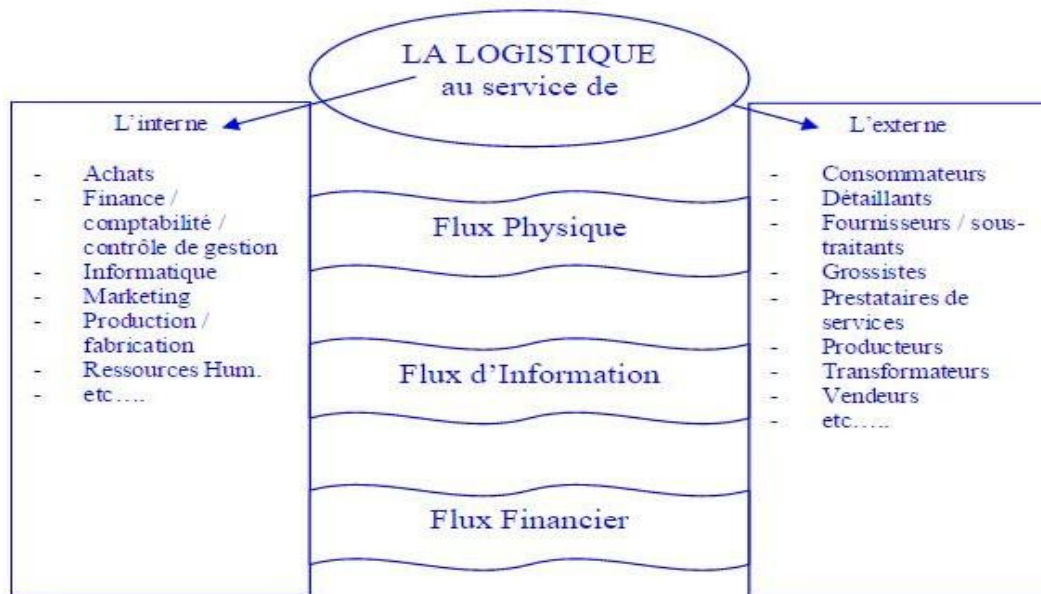 LA LOGISTIQUE
au service de
L'interne
- Achats
- Finance /
comptabilité /
contrôle de gestion
- Informatique
- Marketing
- Production /
fabrication
- Ressources Hum.
- etc….
Flux Physique
Flux d'Information
Flux Financier
L'externe
- Consommateurs
- Détaillants
- Fournisseurs / sous-
traitants
- Grossistes
- Prestataires de
services
- Producteurs
- Transformateurs
- Vendeurs
- etc…..